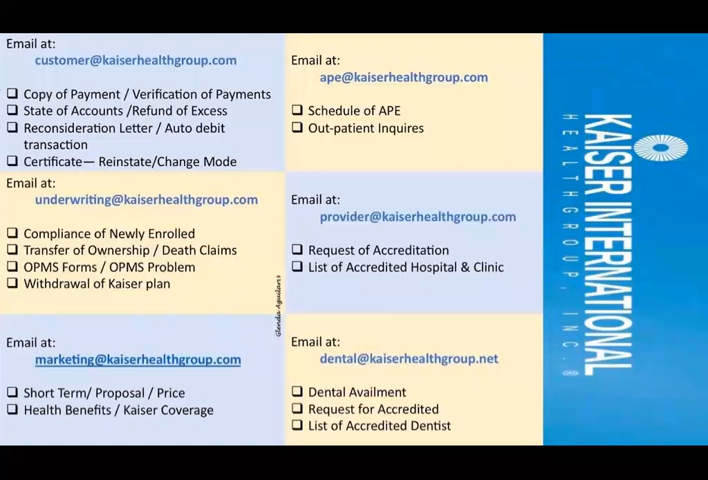 Email at:
customer@kaiserhealthgroup.com
❑ Copy of Payment / Verification of Payments
❑ State of Accounts /Refund of Excess
❑ Reconsideration Letter / Auto debit
transaction
❑ Certificate— Reinstate/Change Mode
Email at:
ape@kaiserhealthgroup.com
❑ Schedule of APE
❑ Out-patient Inquires
Email at:
underwriting@kaiserhealthgroup.com
❑ Compliance of Newly Enrolled
❑ Transfer of Ownership / Death Claims
❑ OPMS Forms / OPMS Problem
❑ Withdrawal of Kaiser plan
Email at:
provider@kaiserhealthgroup.com
❑ Request of Accreditation
❑ List of Accredited Hospital & Clinic
Email at:
marketing@kaiserhealthgroup.com
❑ Short Term/ Proposal / Price
❑ Health Benefits / Kaiser Coverage
Email at:
dental@kaiserhealthgroup.net
❑ Dental Availment
❑ Request for Accredited
❑ List of Accredited Dentist
KAISER INTERNATIONAL
HEALTHGROUP, INC.